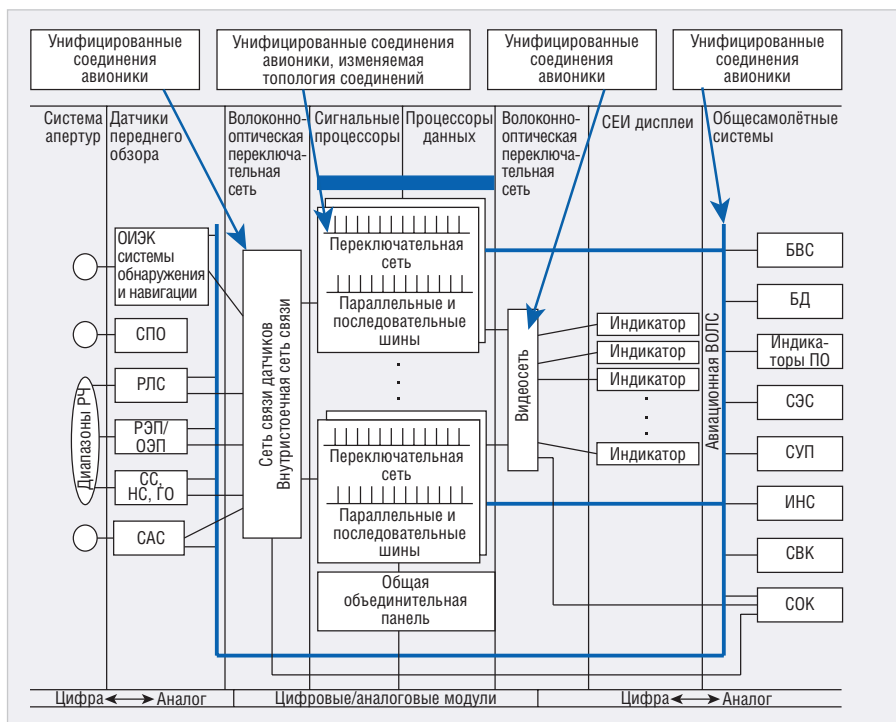 Унифицированные
соединения
авионики
Унифицированные соединения
авионики, изменяемая
топология соединений
Унифицированные
соединения
авионики
Унифицированные
соединения
авионики
Система
апертур
Датчики
переднего
обзора
Волоконно-
оптическая
переключа-
тельная
сеть
Сигнальные
процессоры
Процессоры
данных
Волоконно-
оптическая
переключа-
тельная
сеть
СЕИ дисплеи
Общесамолётные
системы
ОИЭК
системы
обнаружения
и навигации
СПО
РЛС
РЭП/
ОЭП
СС,
НС, ГО
САС
Диапазоны РЧ
Сеть связи датчиков
Внутристоечная сеть связи
Переключательная
сеть
Параллельные и
последовательные
шины
Переключательная
сеть
Параллельные и
последовательные
шины
Общая
объединительная
панель
Видеосеть
Индикатор
Индикатор
Индикатор
Индикатор
Авиационная ВОЛС
БВС
БД
Индика-
торы ПО
СЭС
СУП
ИНС
СВК
СОК
Цифра
Аналог
Цифровые/аналоговые модули
Цифра
Аналог